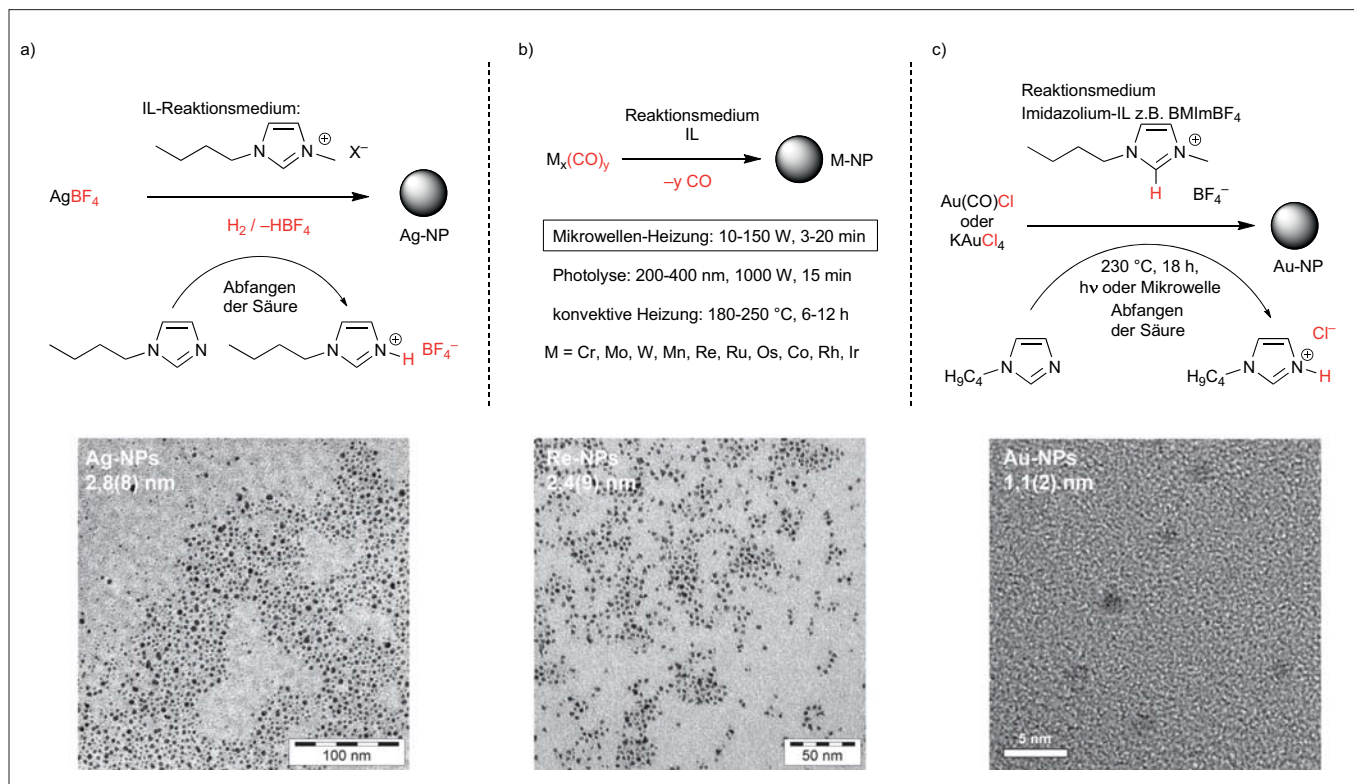 a)
IL-Reaktionsmedium:
N
N
⊕
X⁻
AgBF₄
H₂ / –HBF₄
Ag-NP
Abfangen
der Säure
N
N
N
N
⊕
H
BF₄⁻
Ag-NPs
2,8(8) nm
100 nm
b)
Reaktionsmedium
IL
Mₓ(CO)ᵧ
–y CO
M-NP
Mikrowellen-Heizung: 10-150 W, 3-20 min
Photolyse: 200-400 nm, 1000 W, 15 min
konvektive Heizung: 180-250 °C, 6-12 h
M = Cr, Mo, W, Mn, Re, Ru, Os, Co, Rh, Ir
Re-NPs
2,4(9) nm
50 nm
c)
Reaktionsmedium
Imidazolium-IL z.B. BMImBF₄
N
N
⊕
H
BF₄⁻
Au(CO)Cl
oder
KAuCl₄
Au-NP
230 °C, 18 h,
hν oder Mikrowelle
Abfangen
der Säure
H₉C₄
N
N
H₉C₄
N
N
⊕
H
Cl⁻
Au-NPs
1,1(2) nm
5 nm